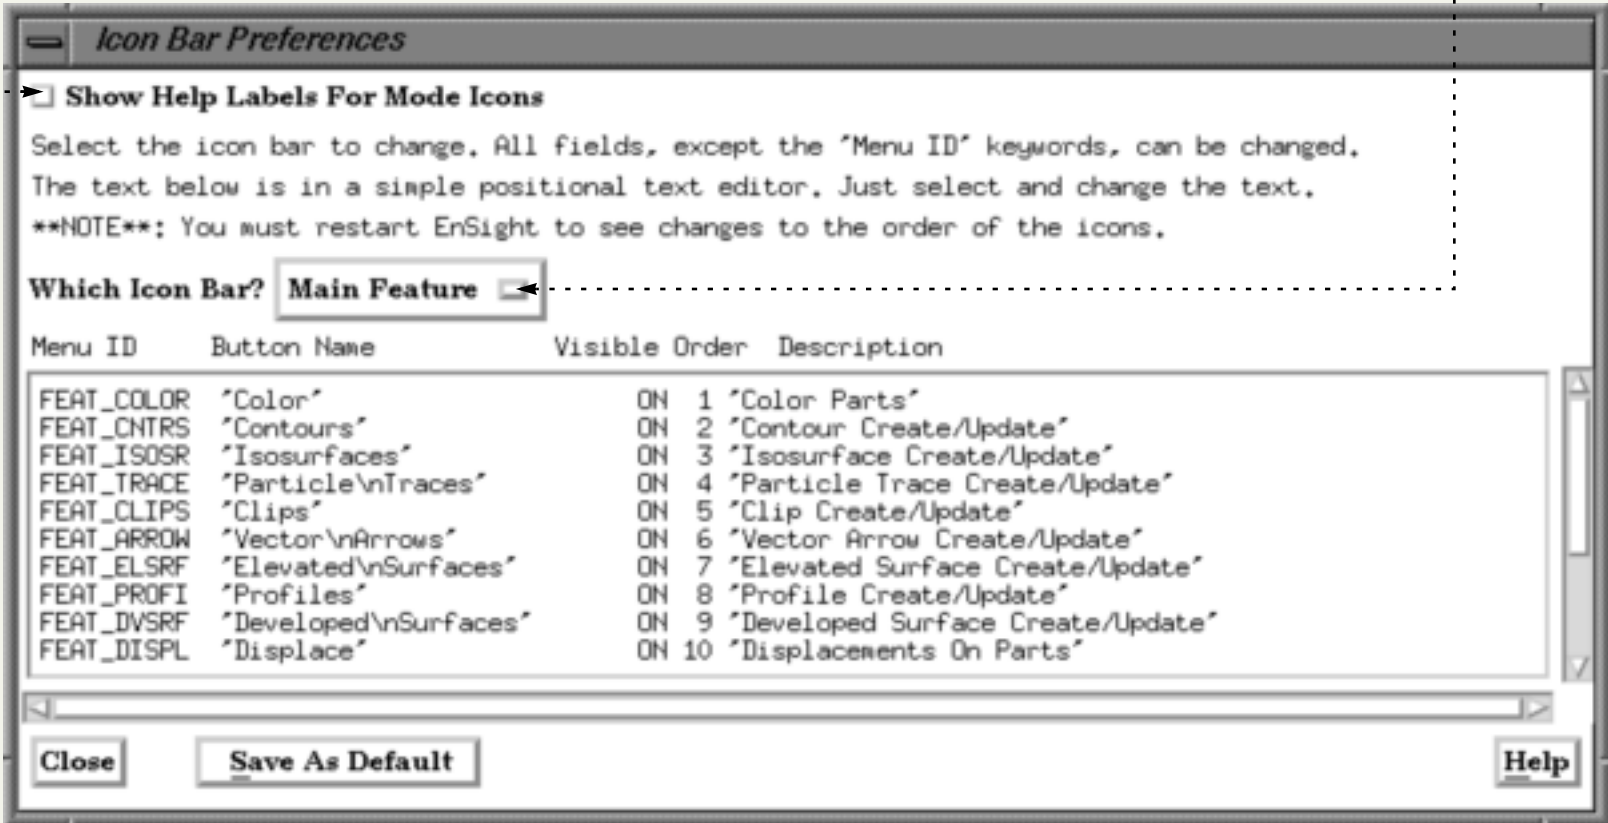 Icon Bar Preferences
Show Help Labels For Mode Icons
Select the icon bar to change. All fields, except the "Menu ID" keywords, can be changed.
The text below is in a simple positional text editor. Just select and change the text.
**NOTE**: You must restart EnSight to see changes to the order of the icons.
Which Icon Bar? Main Feature
Menu ID Button Name Visible Order Description
FEAT_COLOR "Color" ON 1 "Color Parts"
FEAT_CNTRS "Contours" ON 2 "Contour Create/Update"
FEAT_ISOSR "Isosurfaces" ON 3 "Isosurface Create/Update"
FEAT_TRACE "Particle\nTraces" ON 4 "Particle Trace Create/Update"
FEAT_CLIPS "Clips" ON 5 "Clip Create/Update"
FEAT_ARROW "Vector\nArrows" ON 6 "Vector Arrow Create/Update"
FEAT_ELSRF "Elevated\nSurfaces" ON 7 "Elevated Surface Create/Update"
FEAT_PROFI "Profiles" ON 8 "Profile Create/Update"
FEAT_DVSRF "Developed\nSurfaces" ON 9 "Developed Surface Create/Update"
FEAT_DISPL "Displace" ON 10 "Displacements On Parts"
Close Save As Default Help